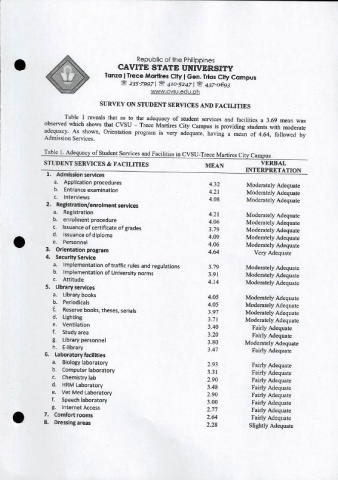 Republic of the Philippines
CAVITE STATE UNIVERSITY
Tanza | Trece Martires City | Gen. Trias City Campus
☏ 235-7997 | ☏ 410-5247 | ☏ 437-0693
www.cvsu.edu.ph
SURVEY ON STUDENT SERVICES AND FACILITIES
Table 1 reveals that as to the adequacy of student services and facilities a 3.69 mean was
observed which shows that CVSU – Trece Martires City Campus is providing students with moderate
adequacy. As shown, Orientation program is very adequate, having a mean of 4.64, followed by
Admission Services.
Table 1. Adequacy of Student Services and Facilities in CVSU-Trece Martires City Campus
STUDENT SERVICES & FACILITIES MEAN VERBAL INTERPRETATION
1. Admission services
a. Application procedures 4.32 Moderately Adequate
b. Entrance examination 4.21 Moderately Adequate
c. Interviews 4.08 Moderately Adequate
2. Registration/enrolment services
a. Registration 4.21 Moderately Adequate
b. enrolment procedure 4.06 Moderately Adequate
c. Issuance of certificate of grades 3.79 Moderately Adequate
d. Issuance of diploma 4.09 Moderately Adequate
e. Personnel 4.06 Moderately Adequate
3. Orientation program 4.64 Very Adequate
4. Security Service
a. Implementation of traffic rules and regulations 3.79 Moderately Adequate
b. Implementation of University norms 3.91 Moderately Adequate
c. Attitude 4.14 Moderately Adequate
5. Library services
a. Library books 4.05 Moderately Adequate
b. Periodicals 4.05 Moderately Adequate
c. Reserve books, theses, serials 3.97 Moderately Adequate
d. Lighting 3.71 Moderately Adequate
e. Ventilation 3.40 Fairly Adequate
f. Study area 3.20 Fairly Adequate
g. Library personnel 3.80 Moderately Adequate
h. E-library 3.47 Fairly Adequate
6. Laboratory facilities
a. Biology laboratory 2.93 Fairly Adequate
b. Computer laboratory 3.31 Fairly Adequate
c. Chemistry lab 2.90 Fairly Adequate
d. HRM Laboratory 3.48 Fairly Adequate
e. Vet Med Laboratory 2.90 Fairly Adequate
f. Speech laboratory 3.00 Fairly Adequate
g. Internet Access 2.77 Fairly Adequate
7. Comfort rooms 2.64 Fairly Adequate
8. Dressing areas 2.28 Slightly Adequate